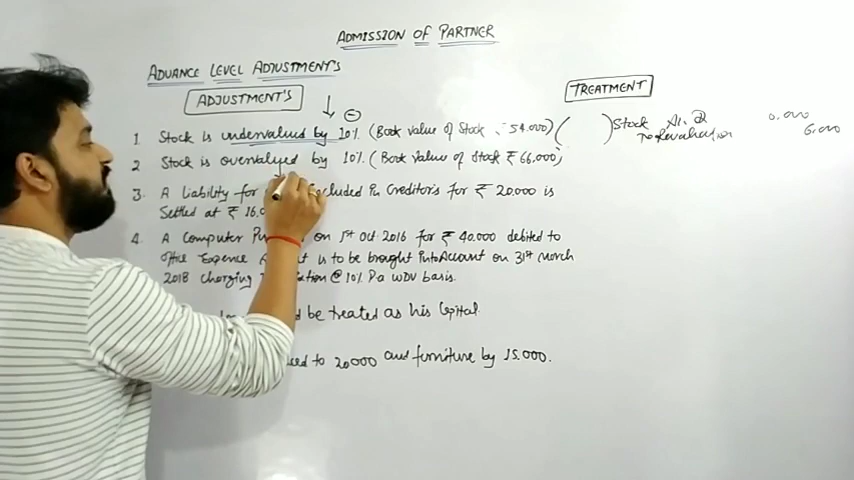 ADMISSION OF PARTNER
ADVANCE LEVEL ADJUSTMENT'S
ADJUSTMENT'S
TREATMENT
1. Stock is undervalued by 10% (Book value of Stock 54.000) ( ) Stock A/c Dr 6.000
To Revaluation 6.000
2. Stock is overvalued by 10% (Book Value of Stock ₹ 66,000)
3. A Liability for included in Creditor's for ₹ 20.000 is
Settled at ₹ 16.0
4. A Computer on 1st Oct 2016 for ₹ 40.000 debited to
Office Expence is to be brought into Account on 31st March
2018 charging @ 10% Pa WDV basis.
be treated as his Capital.
to 20000 and furniture by 15.000.